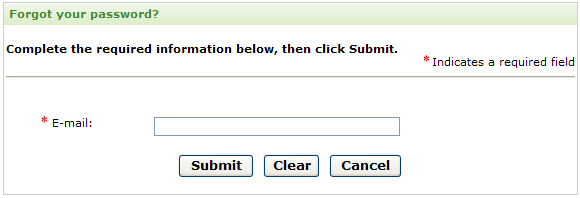 Forgot your password?
Complete the required information below, then click Submit.
* Indicates a required field
* E-mail:
Submit Clear Cancel